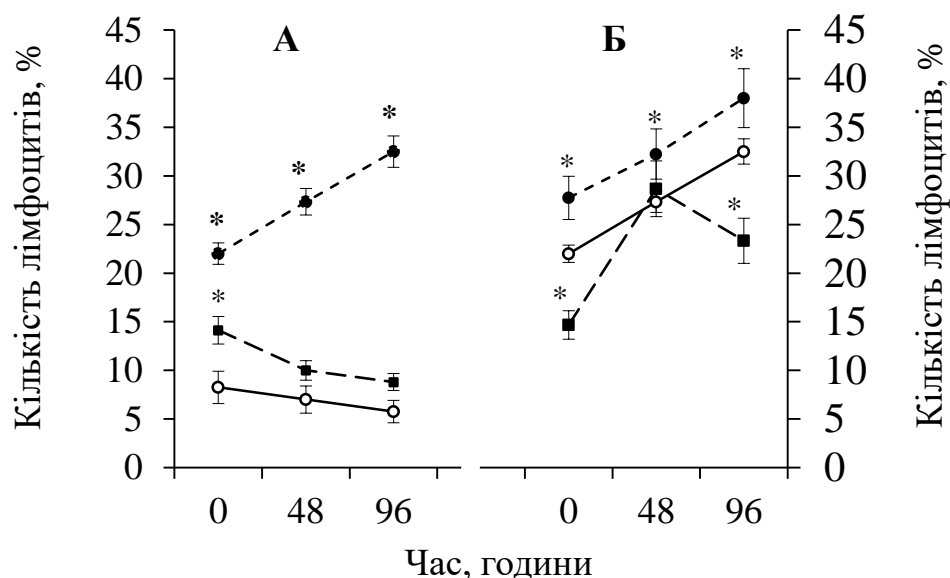 А
Б
Кількість лімфоцитів, %
45
40
35
30
25
20
15
10
5
0
* * * *
* * * * *
45
40
35
30
25
20
15
10
5
0
Кількість лімфоцитів, %
0 48 96
0 48 96
Час, години